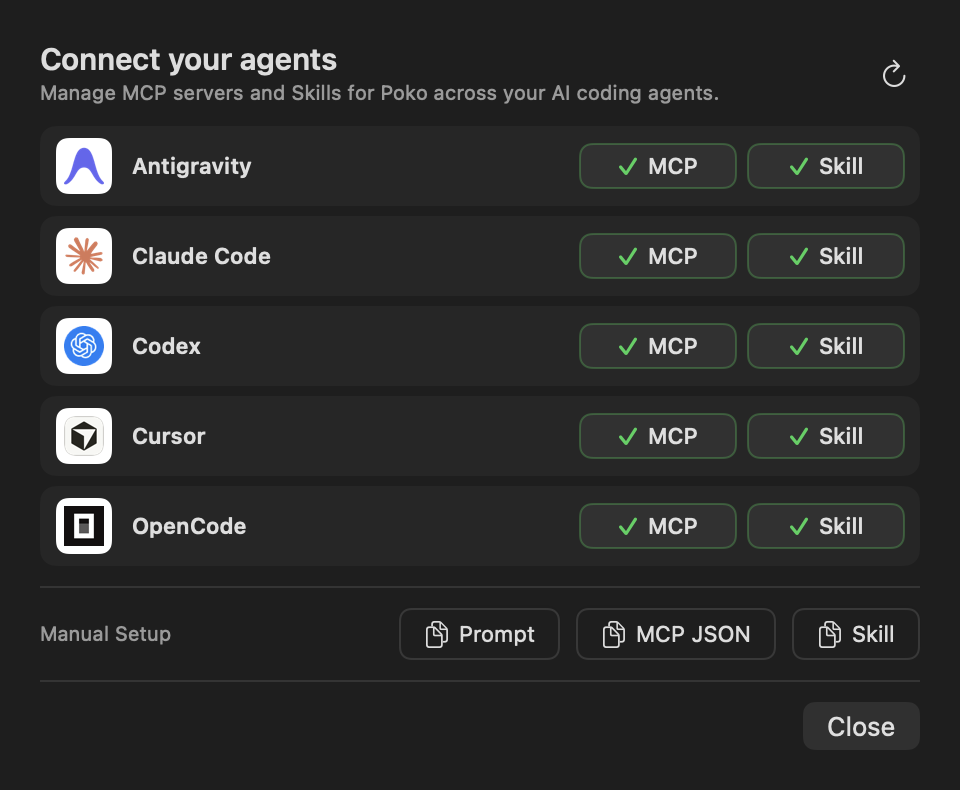 Connect your agents
Manage MCP servers and Skills for Poko across your AI coding agents.
Antigravity
MCP
Skill
Claude Code
MCP
Skill
Codex
MCP
Skill
Cursor
MCP
Skill
OpenCode
MCP
Skill
Manual Setup
Prompt
MCP JSON
Skill
Close